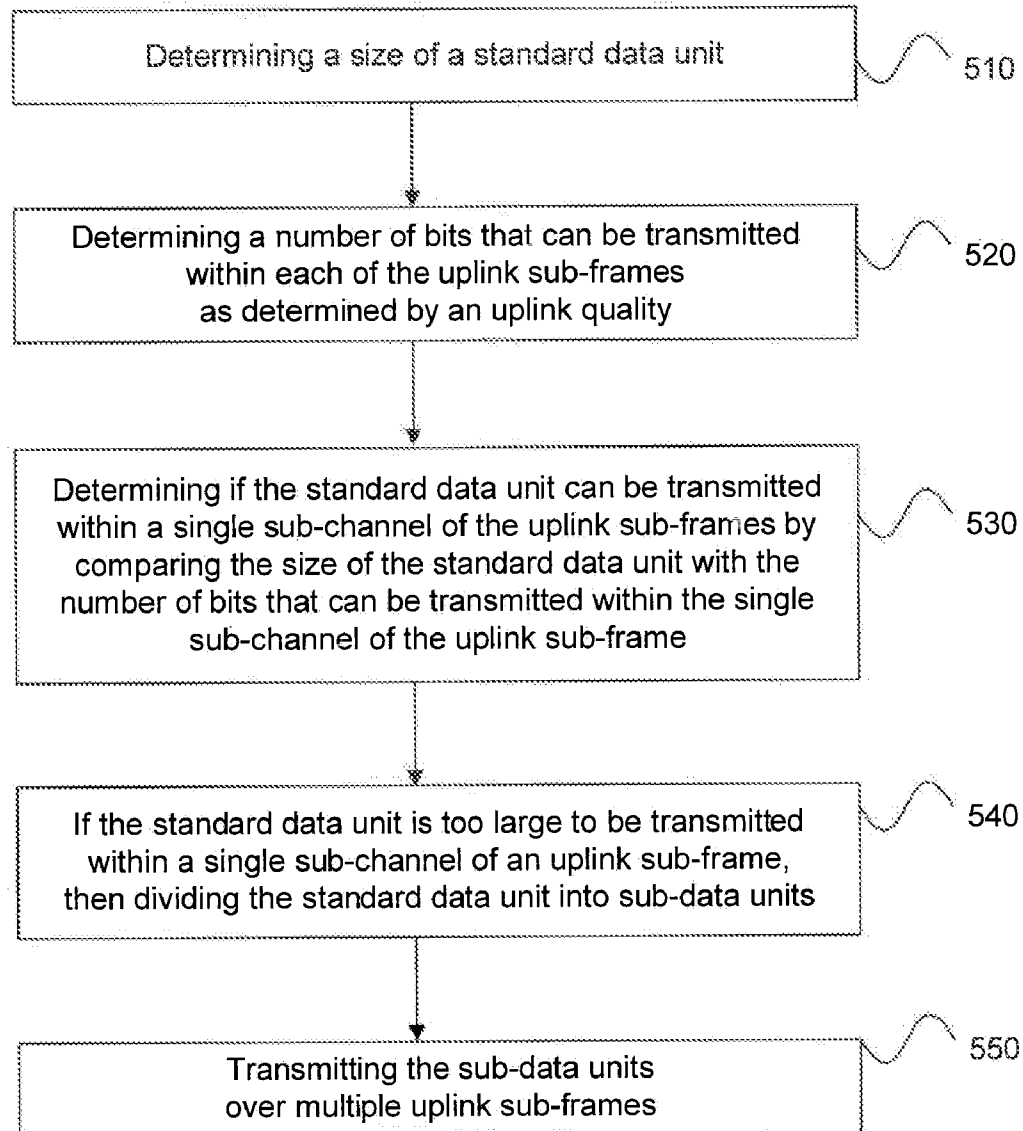 Determining a size of a standard data unit
510
Determining a number of bits that can be transmitted
within each of the uplink sub-frames
as determined by an uplink quality
520
Determining if the standard data unit can be transmitted
within a single sub-channel of the uplink sub-frames by
comparing the size of the standard data unit with the
number of bits that can be transmitted within the single
sub-channel of the uplink sub-frame
530
If the standard data unit is too large to be transmitted
within a single sub-channel of an uplink sub-frame,
then dividing the standard data unit into sub-data units
540
Transmitting the sub-data units
over multiple uplink sub-frames
550